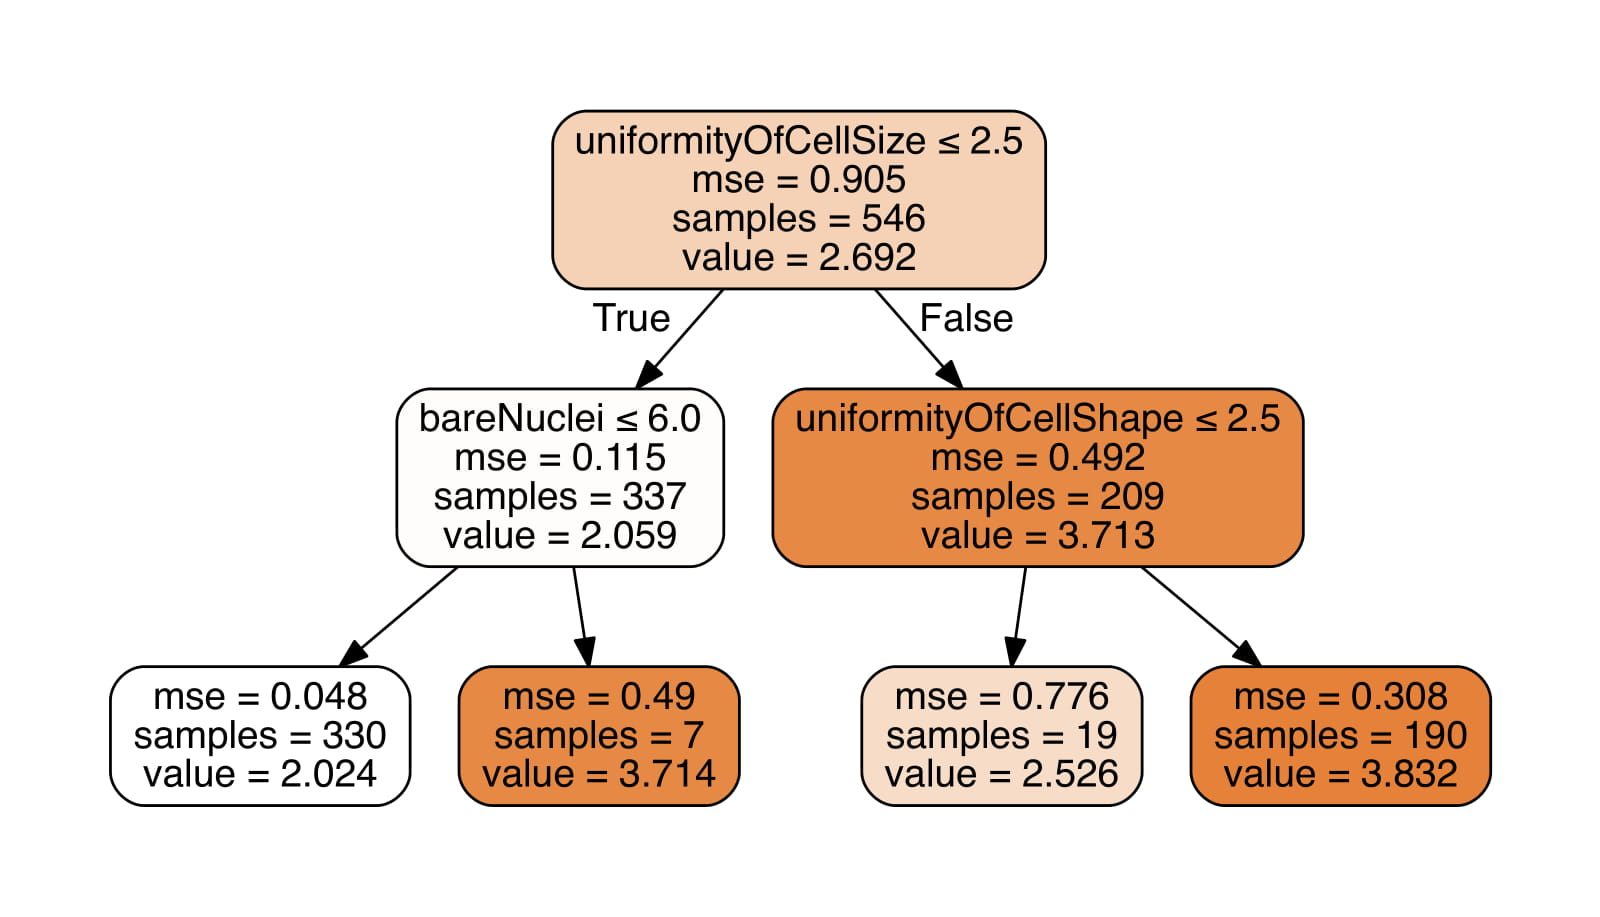 uniformityOfCellSize ≤ 2.5
mse = 0.905
samples = 546
value = 2.692
True
False
bareNuclei ≤ 6.0
mse = 0.115
samples = 337
value = 2.059
uniformityOfCellShape ≤ 2.5
mse = 0.492
samples = 209
value = 3.713
mse = 0.048
samples = 330
value = 2.024
mse = 0.49
samples = 7
value = 3.714
mse = 0.776
samples = 19
value = 2.526
mse = 0.308
samples = 190
value = 3.832